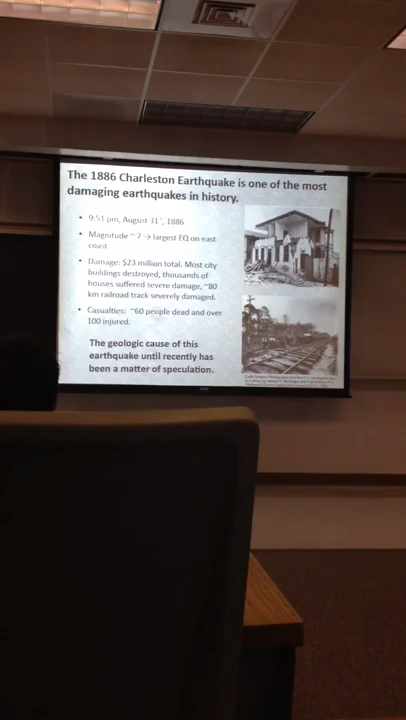 The 1886 Charleston Earthquake is one of the most
damaging earthquakes in history.
• 9:51 pm, August 31st, 1886
• Magnitude ~ 7 → largest EQ on east
coast
• Damage: $23 million total. Most city
buildings destroyed, thousands of
houses suffered severe damage, ~80
km railroad track severely damaged.
• Casualties: ~60 people dead and over
100 injured.
The geologic cause of this
earthquake until recently has
been a matter of speculation.